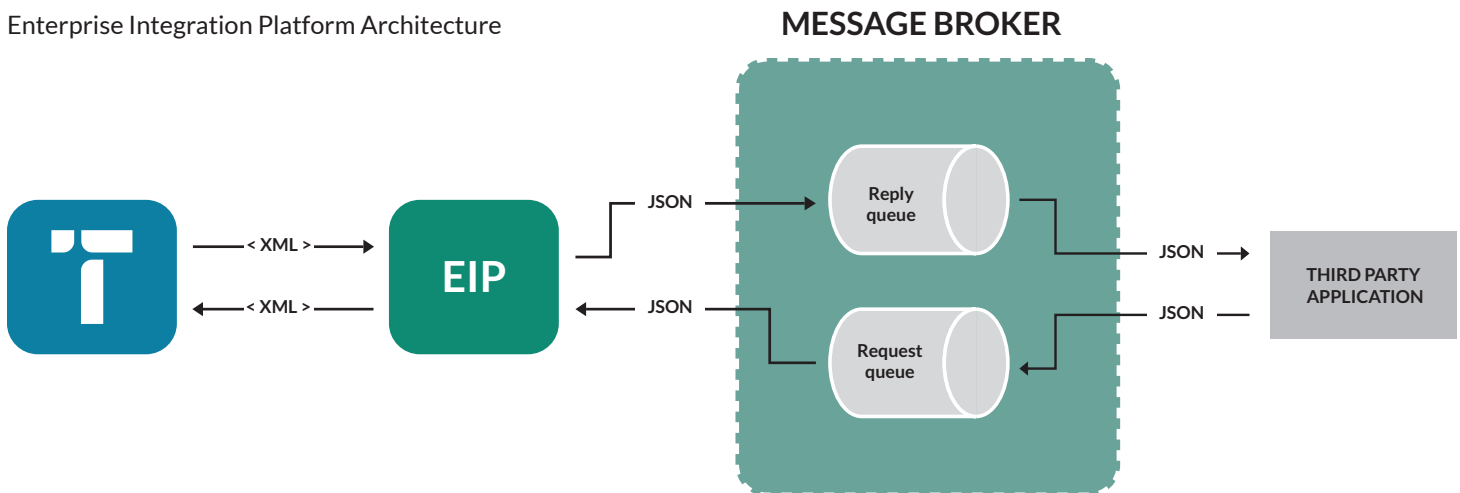 Enterprise Integration Platform Architecture
MESSAGE BROKER
Reply
queue
JSON
< XML >
EIP
JSON
THIRD PARTY
APPLICATION
< XML >
JSON
JSON
Request
queue